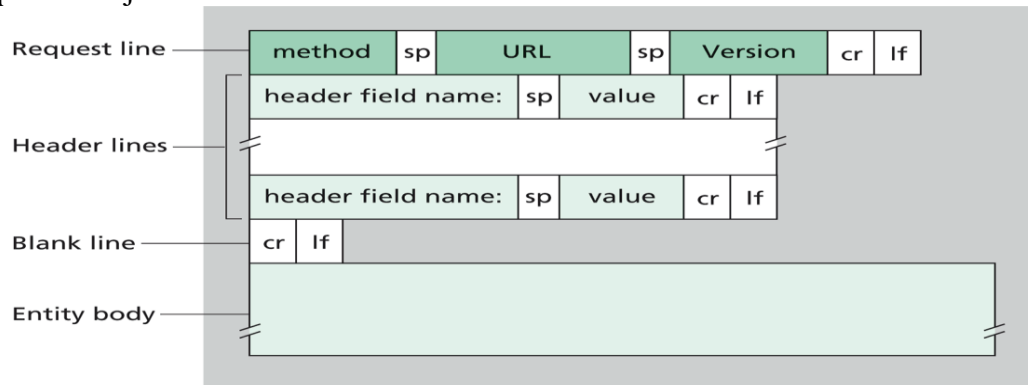 Request line method sp URL sp Version cr lf
header field name: sp value cr lf
Header lines
header field name: sp value cr lf
Blank line cr lf
Entity body